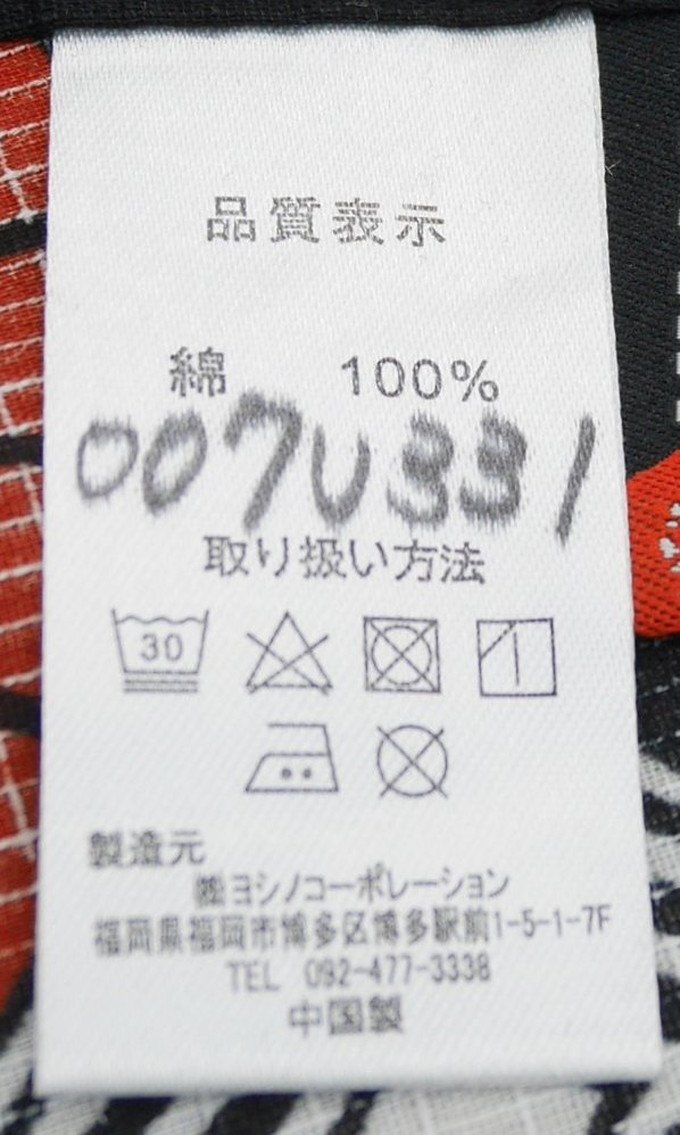 品質表示
綿 100%
007U331
取り扱い方法
30
製造元
㈱ヨシノコーポレーション
福岡県福岡市博多区博多駅前1-5-1-7F
TEL 092-477-3338
中国製